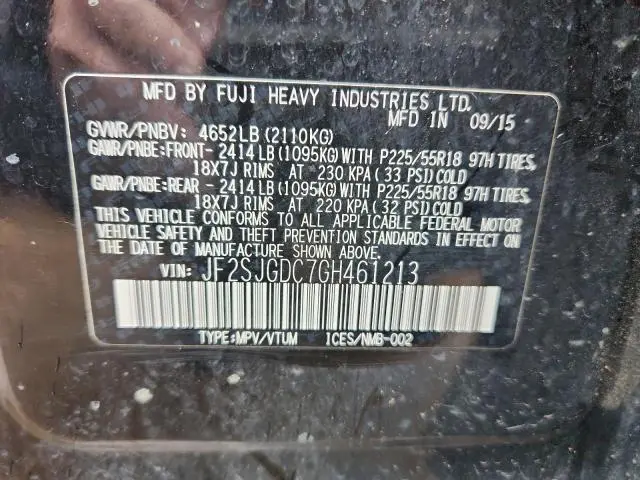 MFD BY FUJI HEAVY INDUSTRIES LTD.
MFD IN 09/15
GVWR/PNBV: 4652LB(2110KG)
GAWR/PNBE:FRONT- 2414LB(1095KG)WITH P225/55R18 97H TIRES,
18X7J RIMS AT 230 KPA(33 PSI)COLD
GAWR/PNBE:REAR - 2414LB(1095KG)WITH P225/55R18 97H TIRES,
18X7J RIMS AT 220 KPA(32 PSI)COLD
THIS VEHICLE CONFORMS TO ALL APPLICABLE FEDERAL MOTOR
VEHICLE SAFETY AND THEFT PREVENTION STANDARDS
IN EFFECT ON THE DATE OF MANUFACTURE SHOWN ABOVE.
VIN: JF2SJGDC7GH461213
TYPE:MPV/VTUM ICES/NMB-002